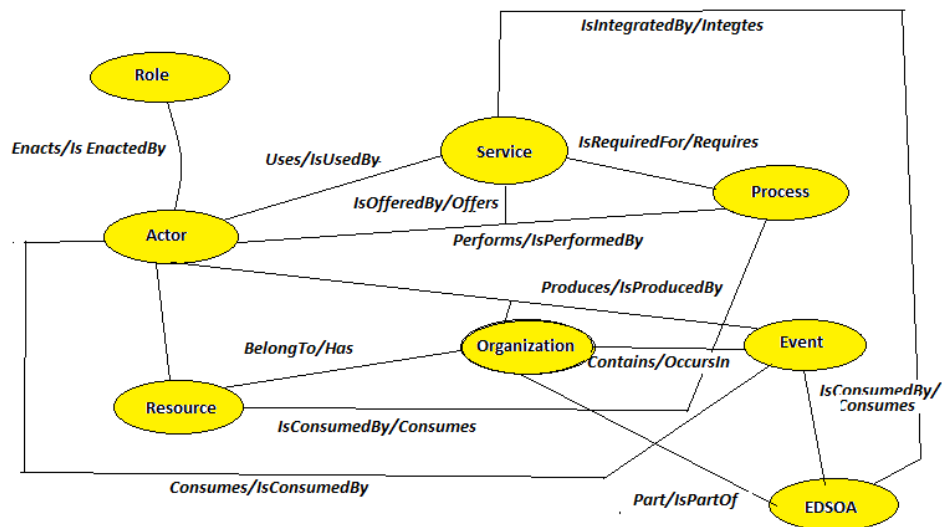 IsIntegratedBy/Integtes
Role
Enacts/Is EnactedBy
Service
IsRequiredFor/Requires
Uses/IsUsedBy
Process
IsOfferedBy/Offers
Actor
Performs/IsPerformedBy
Produces/IsProducedBy
Organization
Event
BelongTo/Has
Contains/OccursIn
IsConsumedBy/
Consumes
Resource
IsConsumedBy/Consumes
Consumes/IsConsumedBy
Part/IsPartOf
EDSOA